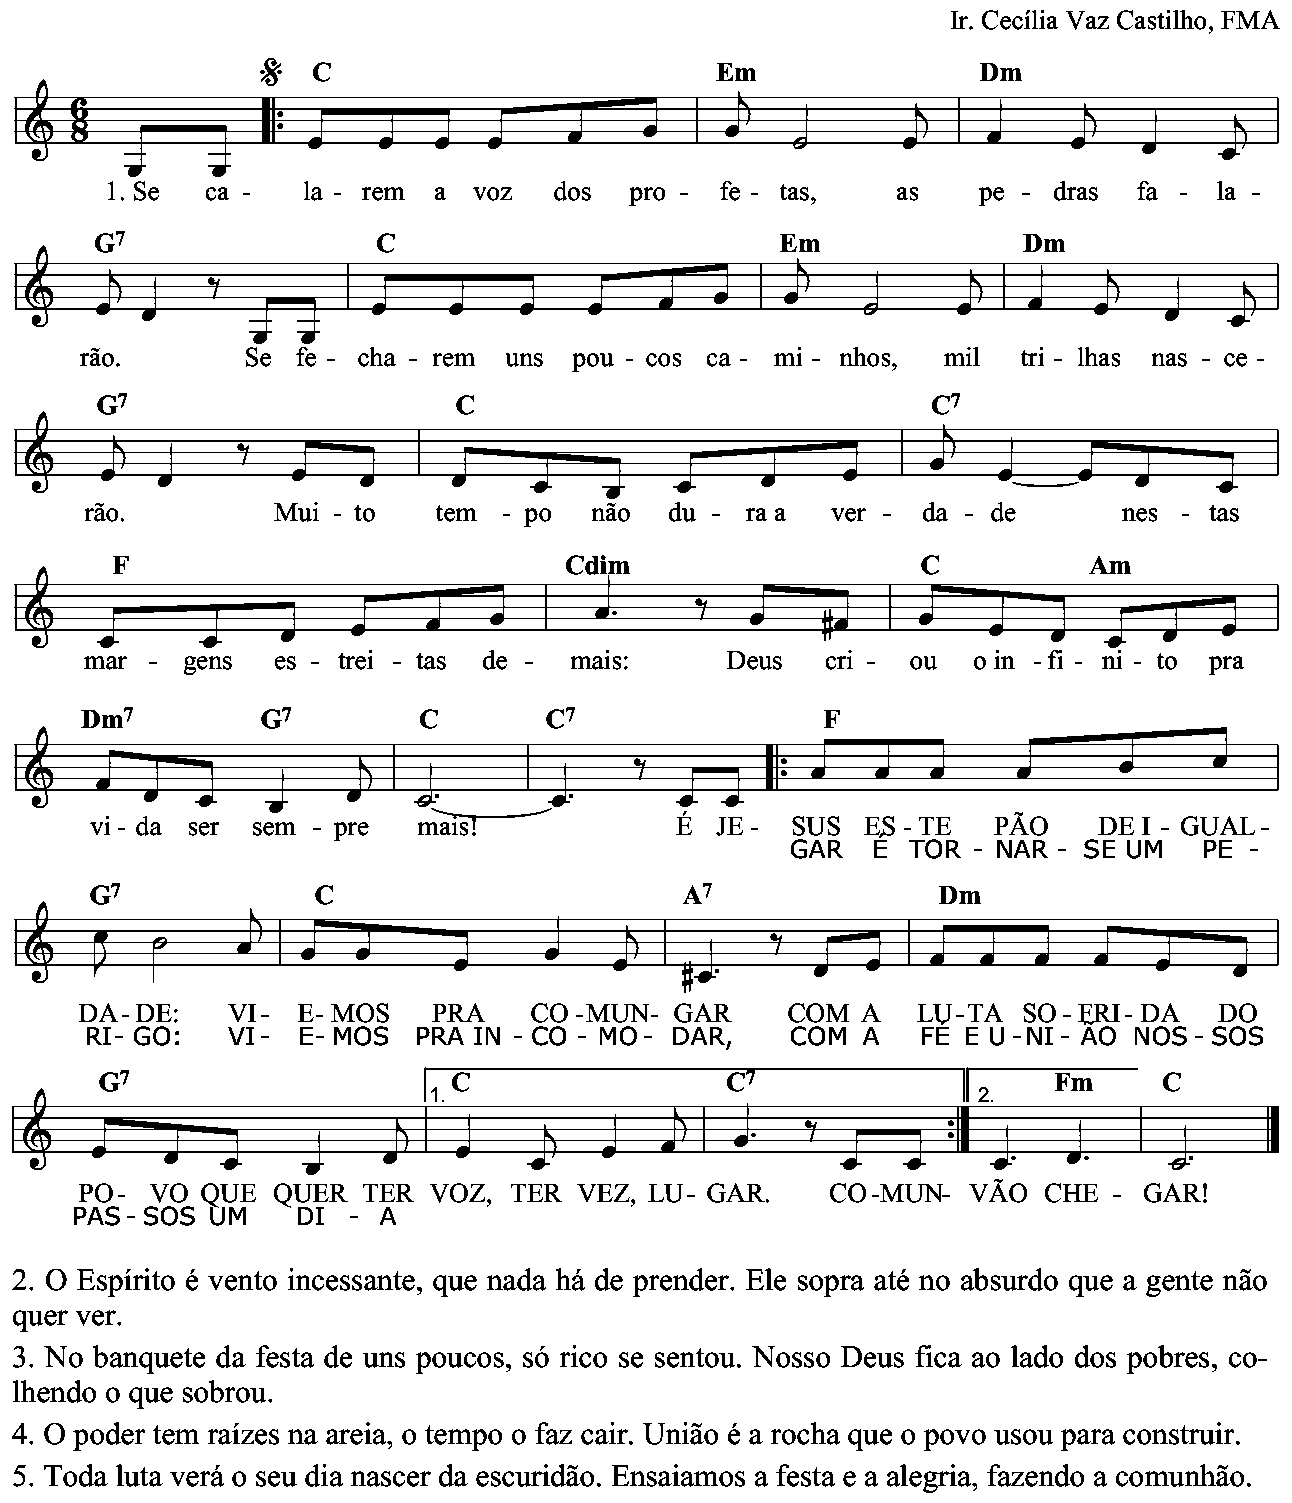 Ir. Cecília Vaz Castilho, FMA
C Em Dm
6
8
1. Se ca - la - rem a voz dos pro - fe - tas, as pe - dras fa - la -
G7 C Em Dm
rão. Se fe - cha - rem uns pou - cos ca - mi - nhos, mil tri - lhas nas - ce -
G7 C C7
rão. Mui - to tem - po não du - ra a ver - da - de nes - tas
F Cdim C Am
mar - gens es - trei - tas de - mais: Deus cri - ou o in - fi - ni - to pra
Dm7 G7 C C7 F
vi - da ser sem - pre mais! É JE - SUS ES - TE PÃO DE I - GUAL -
GAR É TOR - NAR - SE UM PE -
G7 C A7 Dm
DA - DE: VI - E - MOS PRA CO - MUN - GAR COM A LU - TA SO - FRI - DA DO
RI - GO: VI - E - MOS PRA IN - CO - MO - DAR, COM A FÉ E U - NI - ÃO NOS - SOS
G7 1. C C7 2. Fm C
PO - VO QUE QUER TER VOZ, TER VEZ, LU - GAR. CO - MUN - VÃO CHE - GAR!
PAS - SOS UM DI - A
2. O Espírito é vento incessante, que nada há de prender. Ele sopra até no absurdo que a gente não
quer ver.
3. No banquete da festa de uns poucos, só rico se sentou. Nosso Deus fica ao lado dos pobres, co-
lhendo o que sobrou.
4. O poder tem raízes na areia, o tempo o faz cair. União é a rocha que o povo usou para construir.
5. Toda luta verá o seu dia nascer da escuridão. Ensaiamos a festa e a alegria, fazendo a comunhão.